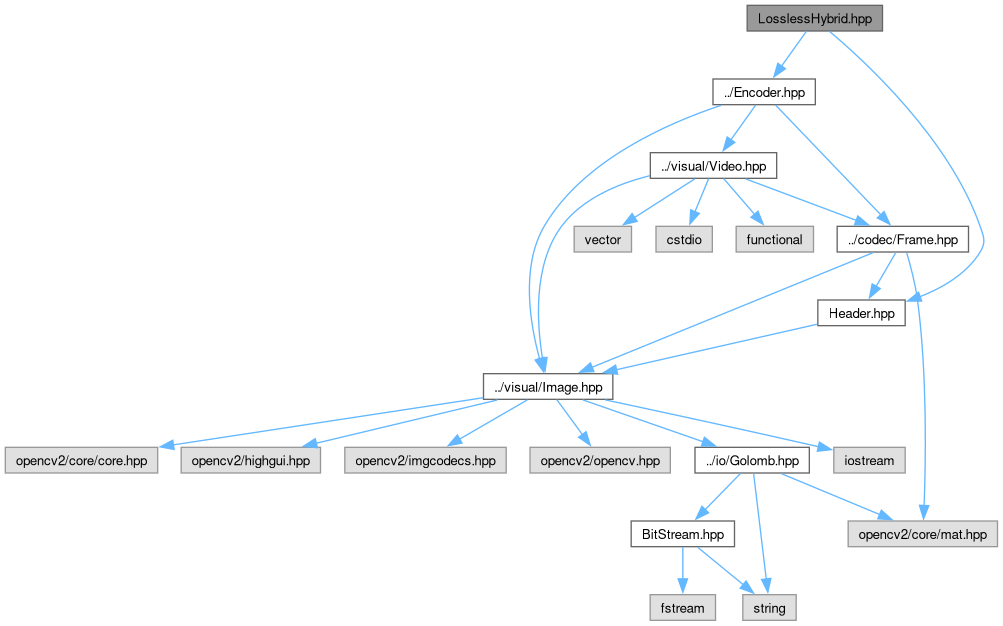 LosslessHybrid.hpp
../Encoder.hpp
../visual/Video.hpp
vector
cstdio
functional
../codec/Frame.hpp
Header.hpp
../visual/Image.hpp
opencv2/core/core.hpp
opencv2/highgui.hpp
opencv2/imgcodecs.hpp
opencv2/opencv.hpp
../io/Golomb.hpp
iostream
BitStream.hpp
opencv2/core/mat.hpp
fstream
string